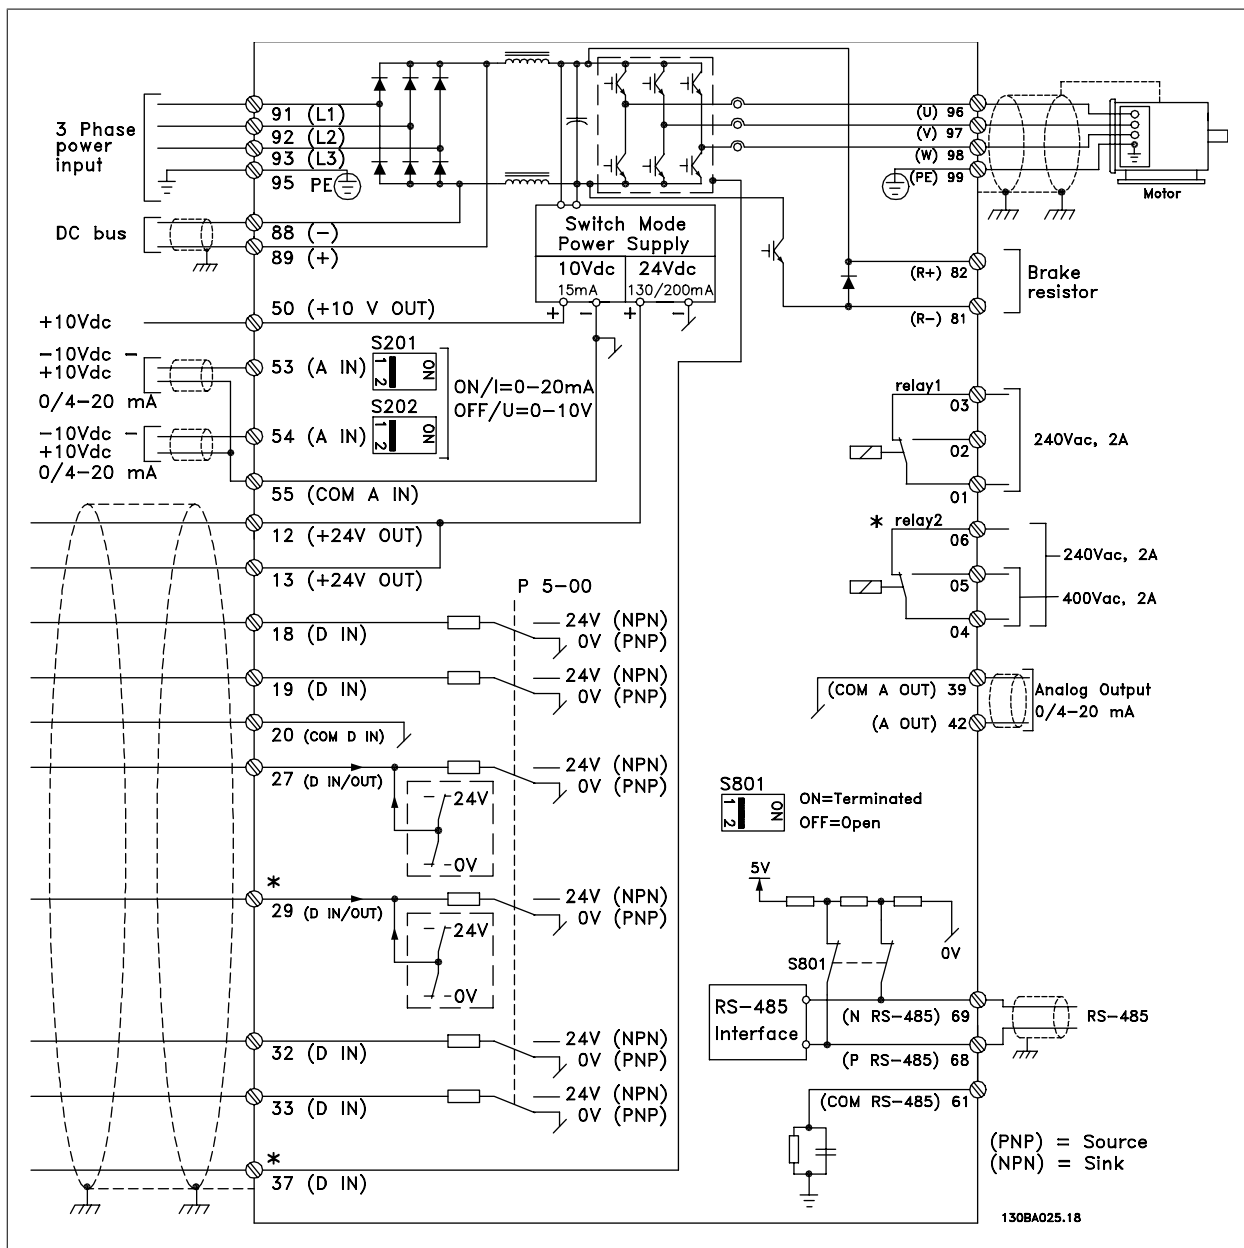 3 Phase
power
input
91 (L1)
92 (L2)
93 (L3)
95 PE
DC bus
88 (−)
89 (+)
Switch Mode
Power Supply
10Vdc
15mA
24Vdc
130/200mA
+ − + −
(U) 96
(V) 97
(W) 98
(PE) 99
Motor
(R+) 82
(R−) 81
Brake
resistor
+10Vdc
50 (+10 V OUT)
−10Vdc −
+10Vdc
0/4−20 mA
53 (A IN)
S201
1 2
ON
−10Vdc −
+10Vdc
0/4−20 mA
54 (A IN)
S202
1 2
ON
ON/I=0−20mA
OFF/U=0−10V
55 (COM A IN)
12 (+24V OUT)
13 (+24V OUT)
P 5−00
18 (D IN)
24V (NPN)
0V (PNP)
19 (D IN)
24V (NPN)
0V (PNP)
20 (COM D IN)
27 (D IN/OUT)
24V (NPN)
0V (PNP)
24V
0V
*
29 (D IN/OUT)
24V (NPN)
0V (PNP)
24V
0V
32 (D IN)
24V (NPN)
0V (PNP)
33 (D IN)
24V (NPN)
0V (PNP)
*
37 (D IN)
relay1
03
02
01
240Vac, 2A
* relay2
06
05
04
240Vac, 2A
400Vac, 2A
(COM A OUT) 39
(A OUT) 42
Analog Output
0/4−20 mA
S801
1 2
ON
ON=Terminated
OFF=Open
5V
0V
S801
RS−485
Interface
(N RS−485) 69
(P RS−485) 68
RS−485
(COM RS−485) 61
(PNP) = Source
(NPN) = Sink
130BA025.18